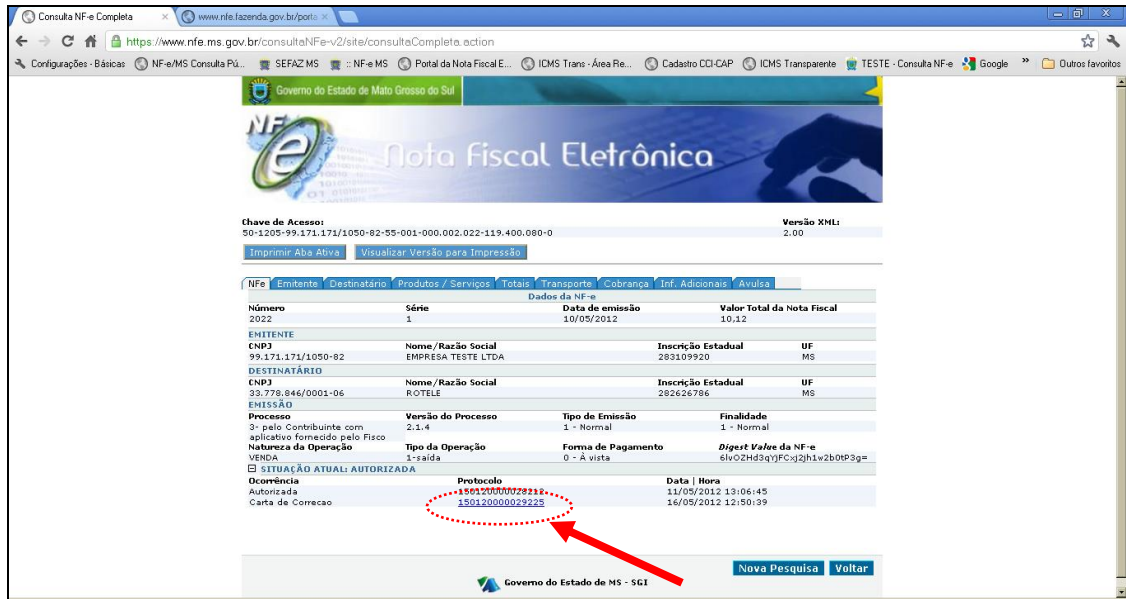 Consulta NFe Completa
www.nfe.fazenda.gov.br/porta
https://www.nfe.ms.gov.br/consultaNFe-v2/site/consultaCompleta.action
Configurações - Básicas NF-e/MS Consulta Pú... SEFAZ MS :: NF-e MS Portal da Nota Fiscal E... ICMS Trans - Área Re... Cadastro CCI-CAP ICMS Transparente TESTE - Consulta NF-e Google » Outros favoritos
Governo do Estado de Mato Grosso do Sul
NF e
Nota Fiscal Eletrônica
Chave de Acesso: Versão XML:
50-1205-99.171.171/1050-82-55-001-000.002.022-119.400.080-0 2.00
Imprimir Aba Ativa Visualizar Versão para Impressão
NFe Emitente Destinatário Produtos / Serviços Totais Transporte Cobrança Inf. Adicionais Avulsa
Dados da NF-e
Número Série Data de emissão Valor Total da Nota Fiscal
2022 1 10/05/2012 10,12
EMITENTE
CNPJ Nome/Razão Social Inscrição Estadual UF
99.171.171/1050-82 EMPRESA TESTE LTDA 283109920 MS
DESTINATÁRIO
CNPJ Nome/Razão Social Inscrição Estadual UF
33.778.846/0001-06 ROTELE 282626786 MS
EMISSÃO
Processo Versão do Processo Tipo de Emissão Finalidade
3- pelo Contribuinte com 2.1.4 1 - Normal 1 - Normal
aplicativo fornecido pelo Fisco
Natureza da Operação Tipo da Operação Forma de Pagamento Digest Value da NF-e
VENDA 1-saída 0 - À vista
SITUAÇÃO ATUAL: AUTORIZADA
Ocorrência Protocolo Data | Hora
Autorizada 11/05/2012 13:06:45
Carta de Correcao 150120000029225 16/05/2012 12:50:39
Nova Pesquisa Voltar
Governo do Estado de MS - SGI